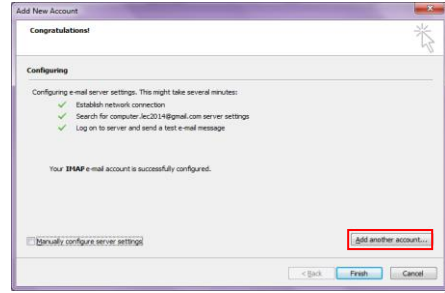 Add New Account
Congratulations!
Configuring
Configuring e-mail server settings. This might take several minutes:
Establish network connection
Search for computer.lec2014@gmail.com server settings
Log on to server and send a test e-mail message
Your IMAP e-mail account is successfully configured.
Manually configure server settings
Add another account...
< Back
Finish
Cancel